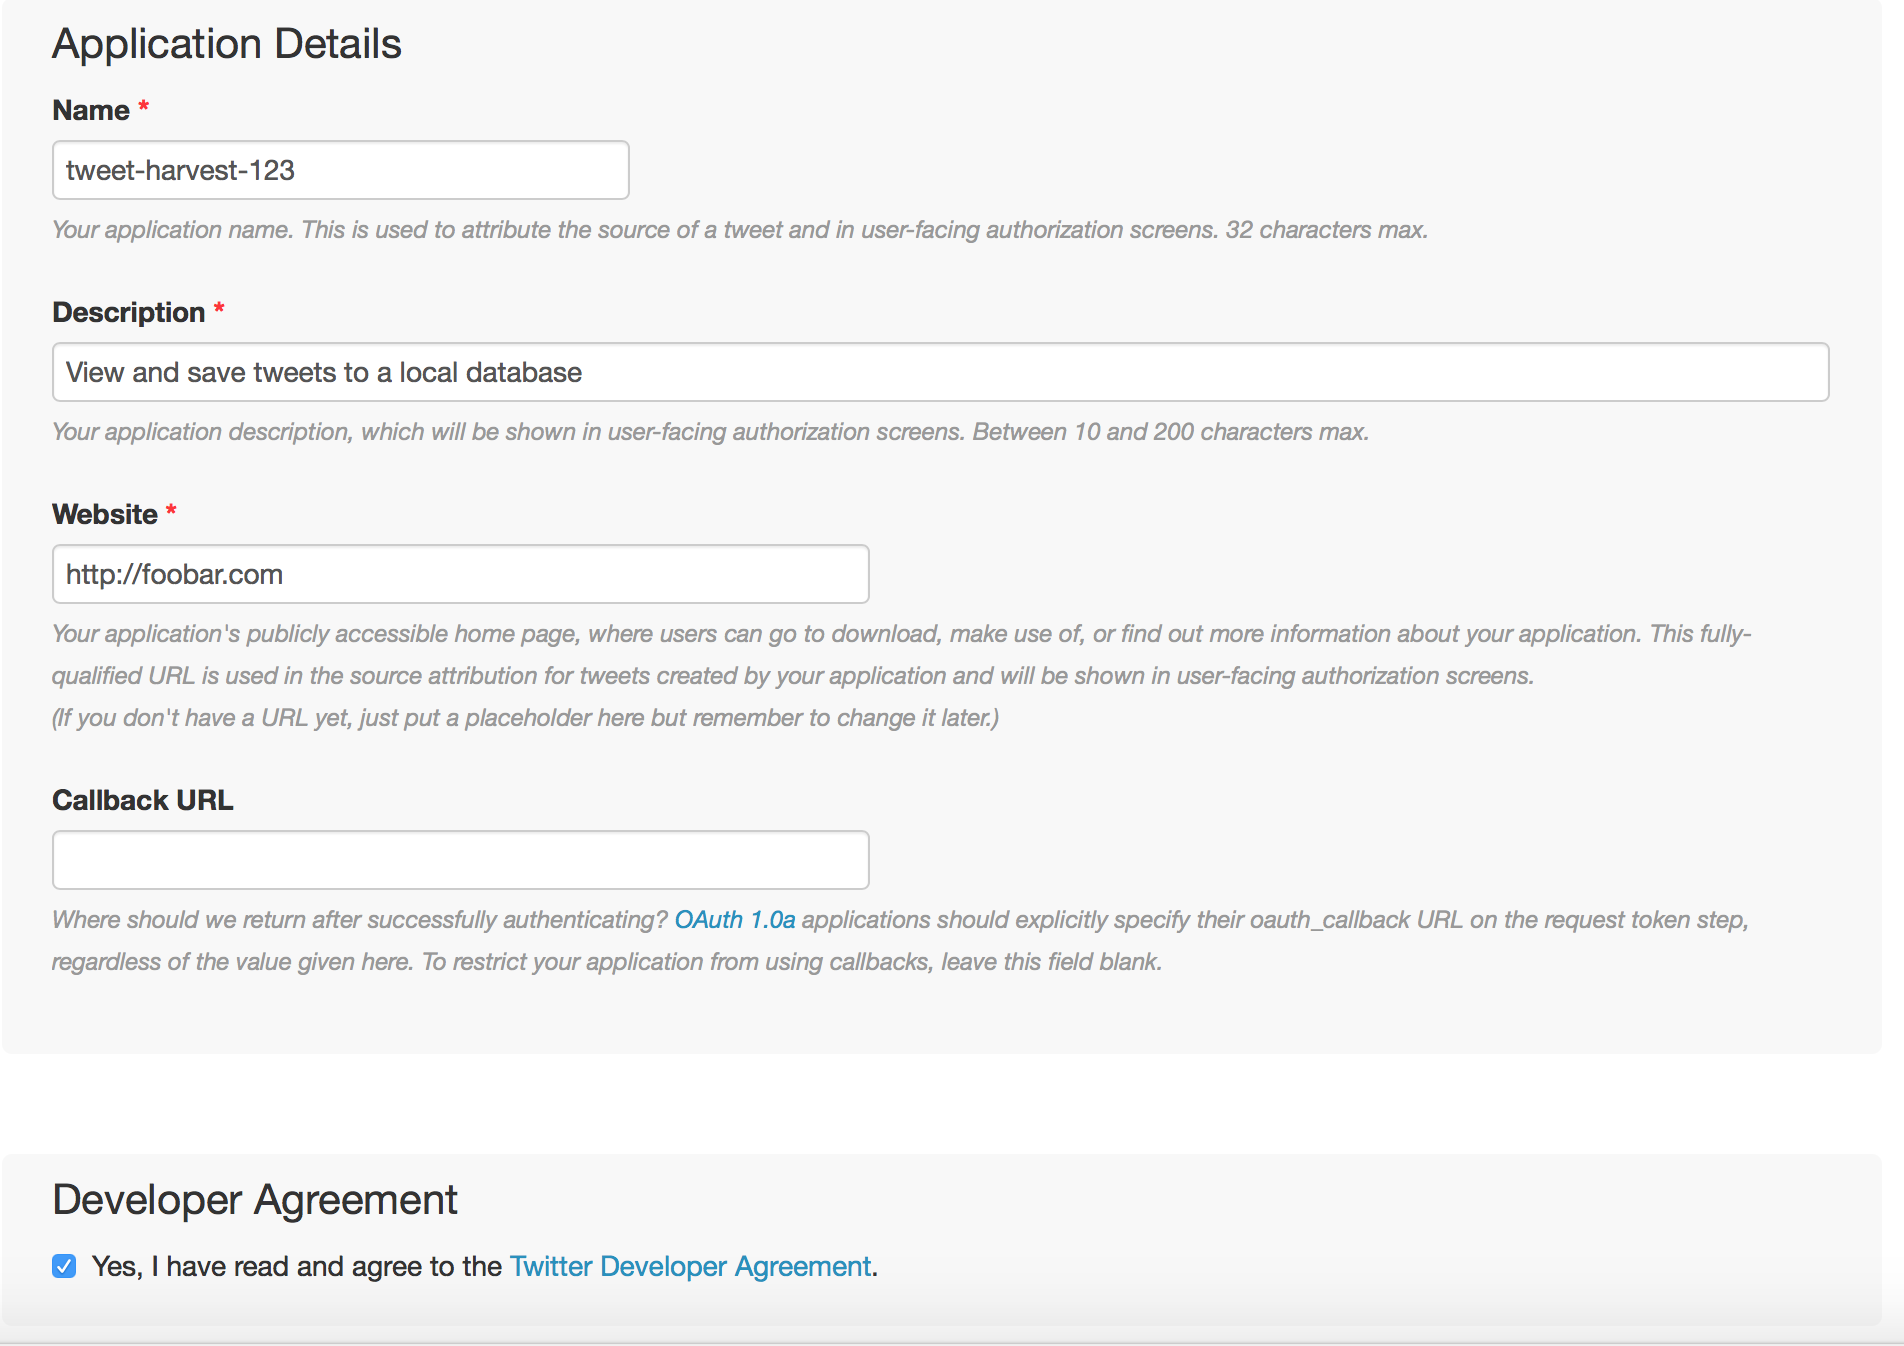 Application Details
Name *
tweet-harvest-123
Your application name. This is used to attribute the source of a tweet and in user-facing authorization screens. 32 characters max.
Description *
View and save tweets to a local database
Your application description, which will be shown in user-facing authorization screens. Between 10 and 200 characters max.
Website *
http://foobar.com
Your application's publicly accessible home page, where users can go to download, make use of, or find out more information about your application. This fully-
qualified URL is used in the source attribution for tweets created by your application and will be shown in user-facing authorization screens.
(If you don't have a URL yet, just put a placeholder here but remember to change it later.)
Callback URL
Where should we return after successfully authenticating? OAuth 1.0a applications should explicitly specify their oauth_callback URL on the request token step,
regardless of the value given here. To restrict your application from using callbacks, leave this field blank.
Developer Agreement
Yes, I have read and agree to the Twitter Developer Agreement.